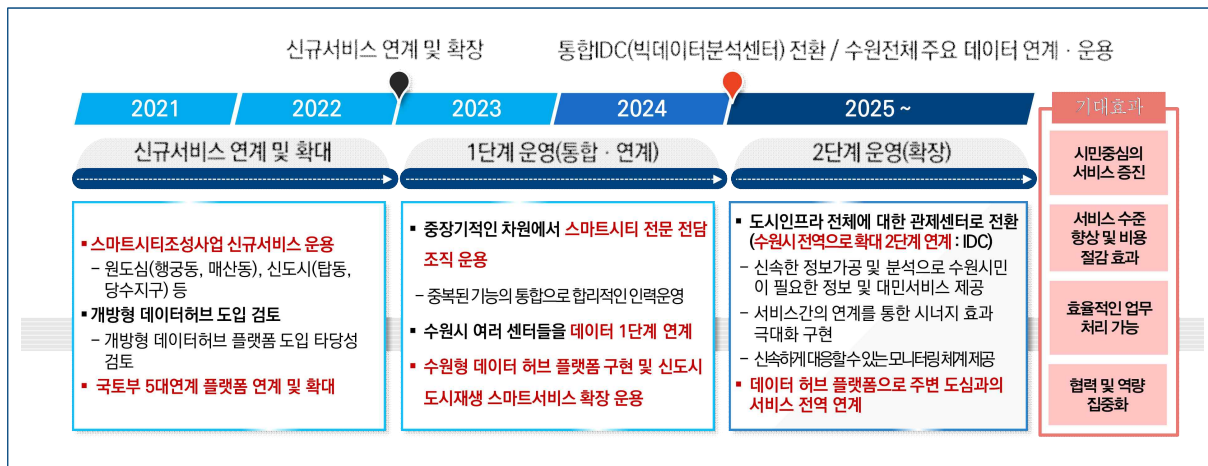 신규서비스 연계 및 확장
통합IDC(빅데이터분석센터) 전환 / 수원전체 주요 데이터 연계 · 운용
2021
2022
2023
2024
2025 ~
신규서비스 연계 및 확대
1단계 운영(통합 · 연계)
2단계 운영(확장)
▪ 스마트시티조성사업 신규서비스 운용
– 원도심(행궁동, 매산동), 신도시(탑동,
당수지구) 등
▪ 개방형 데이터허브 도입 검토
– 개방형 데이터허브 플랫폼 도입 타당성
검토
▪ 국토부 5대연계 플랫폼 연계 및 확대
▪ 중장기적인 차원에서 스마트시티 전문 전담
조직 운용
– 중복된 기능의 통합으로 합리적인 인력운영
▪ 수원시 여러 센터들을 데이터 1단계 연계
▪ 수원형 데이터 허브 플랫폼 구현 및 신도시
도시재생 스마트서비스 확장 운용
▪ 도시인프라 전체에 대한 관제센터로 전환
(수원시 전역으로 확대 2단계 연계 : IDC)
– 신속한 정보가공 및 분석으로 수원시민
이 필요한 정보 및 대민서비스 제공
– 서비스간의 연계를 통한 시너지 효과
극대화 구현
– 신속하게 대응할 수 있는 모니터링 체계 제공
▪ 데이터 허브 플랫폼으로 주변 도심과의
서비스 전역 연계
기대효과
시민중심의
서비스 증진
서비스 수준
향상 및 비용
절감 효과
효율적인 업무
처리 가능
협력 및 역량
집중화